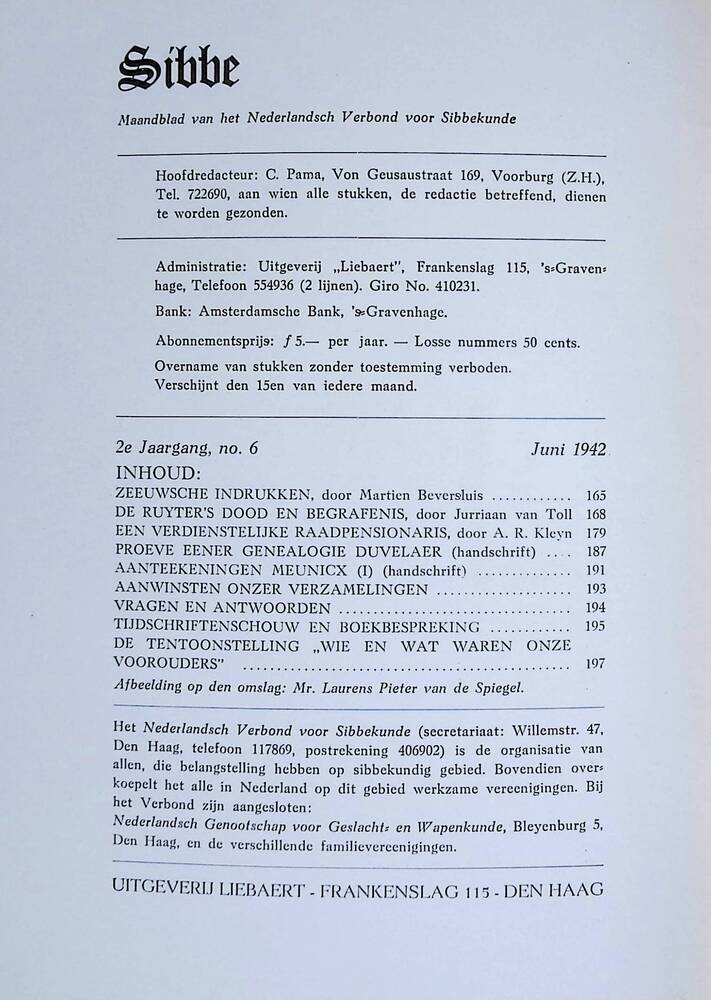 Sibbe
Maandblad van het Nederlandsch Verbond voor Sibbekunde
Hoofdredacteur: C. Pama, Von Geusaustraat 169, Voorburg (Z.H.),
Tel. 722690, aan wien alle stukken, de redactie betreffend, dienen
te worden gezonden.
Administratie: Uitgeverij „Liebaert”, Frankenslag 115, 's=Graven=
hage, Telefoon 554936 (2 lijnen). Giro No. 410231.
Bank: Amsterdamsche Bank, 's=Gravenhage.
Abonnementsprijs: ƒ 5.— per jaar. — Losse nummers 50 cents.
Overname van stukken zonder toestemming verboden.
Verschijnt den 15en van iedere maand.
2e Jaargang, no. 6 Juni 1942
INHOUD:
ZEEUWSCHE INDRUKKEN, door Martien Beversluis ............ 165
DE RUYTER'S DOOD EN BEGRAFENIS, door Jurriaan van Toll 168
EEN VERDIENSTELIJKE RAADPENSIONARIS, door A. R. Kleyn 179
PROEVE EENER GENEALOGIE DUVELAER (handschrift) .... 187
AANTEEKENINGEN MEUNICX (I) (handschrift) .............. 191
AANWINSTEN ONZER VERZAMELINGEN .................... 193
VRAGEN EN ANTWOORDEN .................................. 194
TIJDSCHRIFTENSCHOUW EN BOEKBESPREKING ............ 195
DE TENTOONSTELLING „WIE EN WAT WAREN ONZE
VOOROUDERS” ................................................ 197
Afbeelding op den omslag: Mr. Laurens Pieter van de Spiegel.
Het Nederlandsch Verbond voor Sibbekunde (secretariaat: Willemstr. 47,
Den Haag, telefoon 117869, postrekening 406902) is de organisatie van
allen, die belangstelling hebben op sibbekundig gebied. Bovendien over=
koepelt het alle in Nederland op dit gebied werkzame vereenigingen. Bij
het Verbond zijn aangesloten:
Nederlandsch Genootschap voor Geslacht= en Wapenkunde, Bleyenburg 5,
Den Haag, en de verschillende familievereenigingen.
UITGEVERIJ LIEBAERT - FRANKENSLAG 115 - DEN HAAG